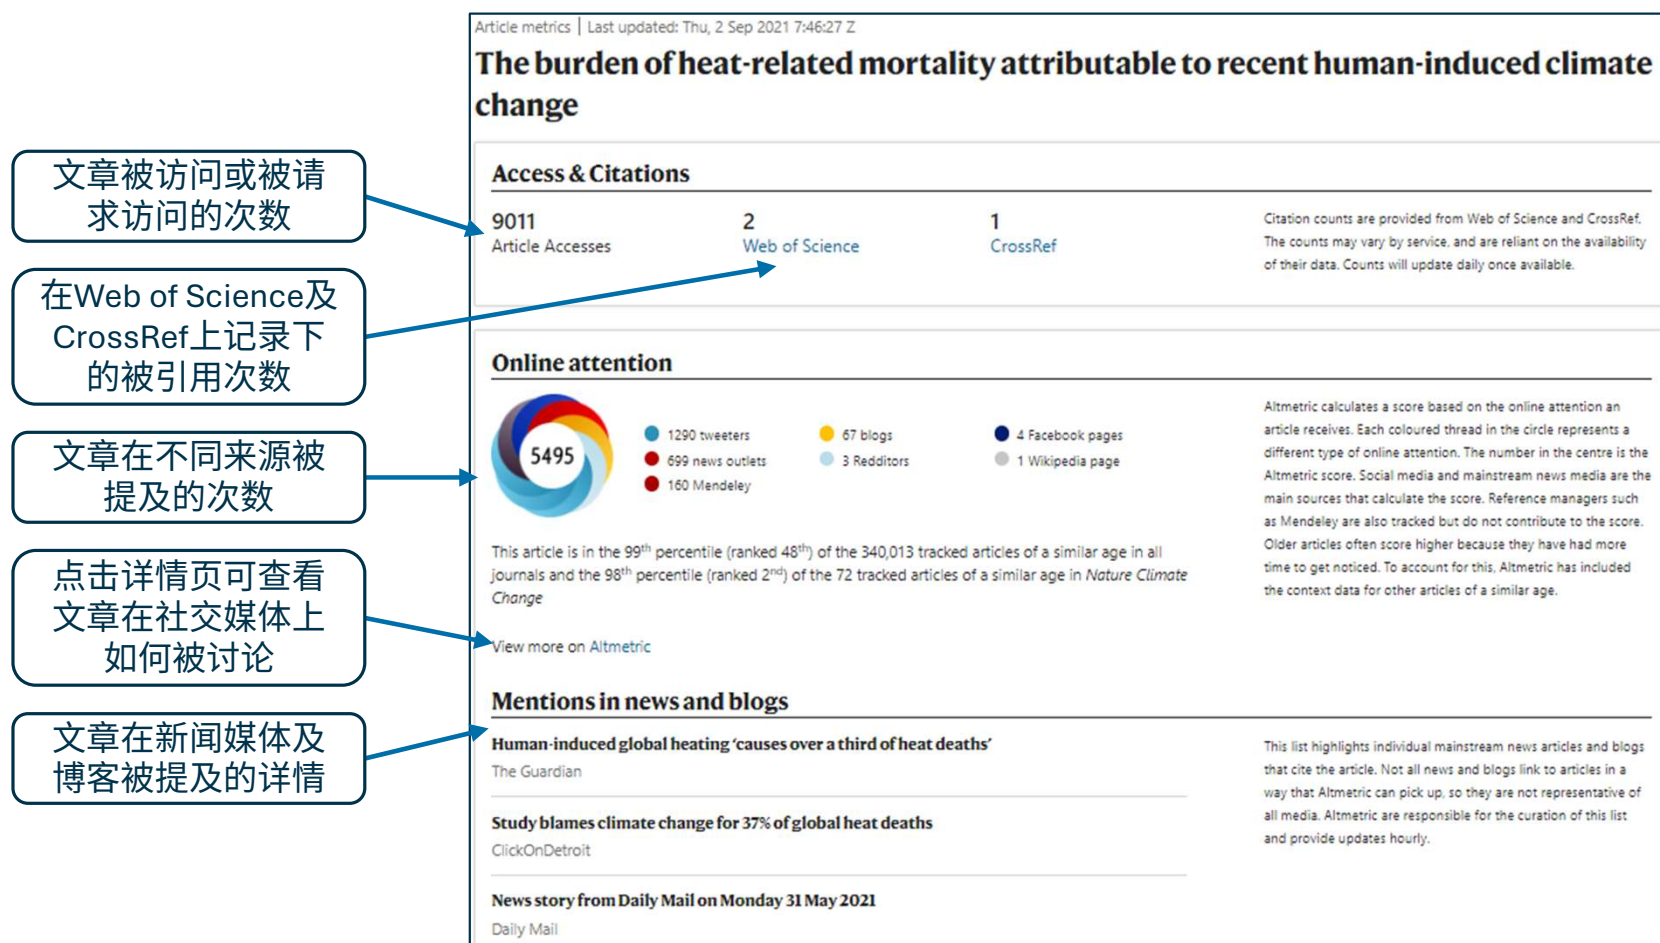 Article metrics | Last updated: Thu, 2 Sep 2021 7:46:27 Z
The burden of heat-related mortality attributable to recent human-induced climate
change
文章被访问或被请
求访问的次数
在Web of Science及
CrossRef上记录下
的被引用次数
文章在不同来源被
提及的次数
点击详情页可查看
文章在社交媒体上
如何被讨论
文章在新闻媒体及
博客被提及的详情
Access & Citations
9011
Article Accesses
2
Web of Science
1
CrossRef
Citation counts are provided from Web of Science and CrossRef.
The counts may vary by service, and are reliant on the availability
of their data. Counts will update daily once available.
Online attention
5495
1290 tweeters
699 news outlets
160 Mendeley
67 blogs
3 Redditors
4 Facebook pages
1 Wikipedia page
Altmetric calculates a score based on the online attention an
article receives. Each coloured thread in the circle represents a
different type of online attention. The number in the centre is the
Altmetric score. Social media and mainstream news media are the
main sources that calculate the score. Reference managers such
as Mendeley are also tracked but do not contribute to the score.
Older articles often score higher because they have had more
time to get noticed. To account for this, Altmetric has included
the context data for other articles of a similar age.
This article is in the 99th percentile (ranked 48th) of the 340,013 tracked articles of a similar age in all
journals and the 98th percentile (ranked 2nd) of the 72 tracked articles of a similar age in Nature Climate
Change
View more on Altmetric
Mentions in news and blogs
Human-induced global heating ‘causes over a third of heat deaths’
The Guardian
Study blames climate change for 37% of global heat deaths
ClickOnDetroit
News story from Daily Mail on Monday 31 May 2021
Daily Mail
This list highlights individual mainstream news articles and blogs
that cite the article. Not all news and blogs link to articles in a
way that Altmetric can pick up, so they are not representative of
all media. Altmetric are responsible for the curation of this list
and provide updates hourly.